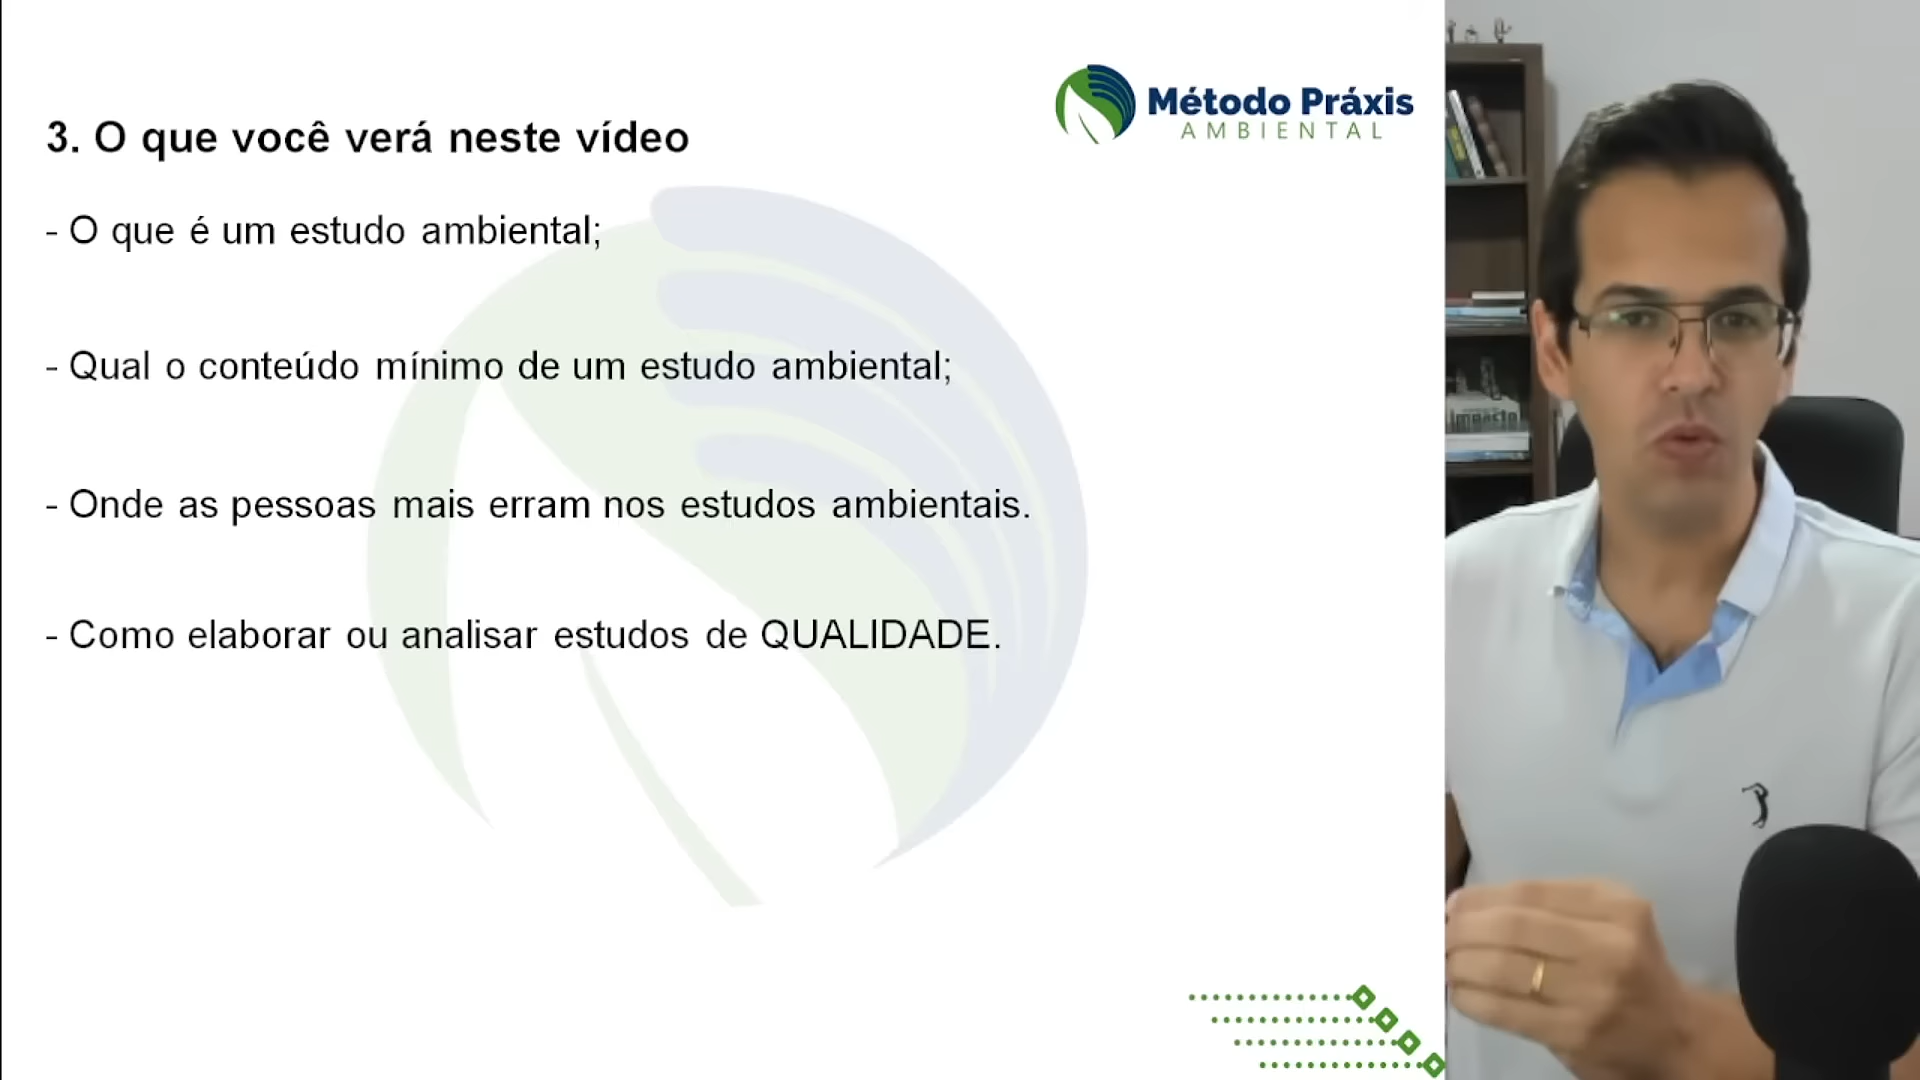 Método Práxis
AMBIENTAL
3. O que você verá neste vídeo
- O que é um estudo ambiental;
- Qual o conteúdo mínimo de um estudo ambiental;
- Onde as pessoas mais erram nos estudos ambientais.
- Como elaborar ou analisar estudos de QUALIDADE.